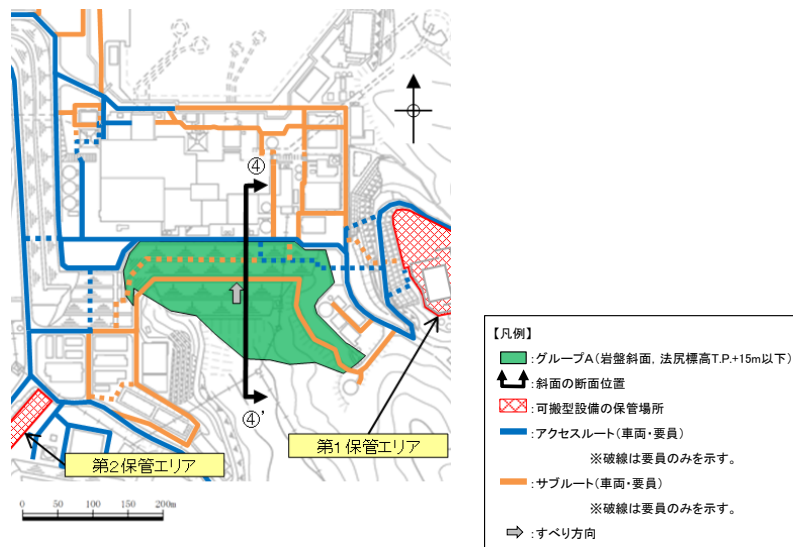 ④
④'
第1保管エリア
第2保管エリア
0 50 100 150 200m
【凡例】
:グループA(岩盤斜面,法尻標高T.P.+15m以下)
:斜面の断面位置
:可搬型設備の保管場所
:アクセスルート(車両・要員)
※破線は要員のみを示す。
:サブルート(車両・要員)
※破線は要員のみを示す。
:すべり方向